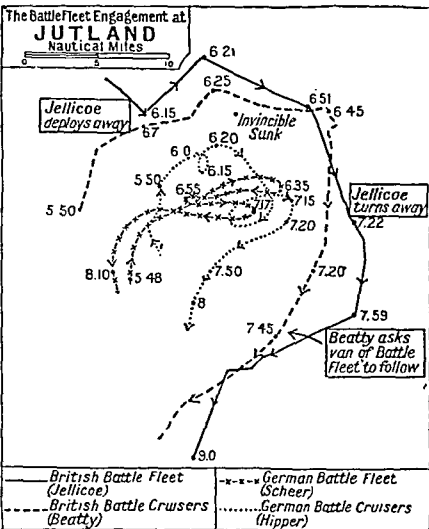 The Battle Fleet Engagement at
JUTLAND
Nautical Miles
0 5 10
6.21
6.25
Jellicoe
deploys away
6.15
6.7
6.51
6.45
Invincible
Sunk
6.20
6.0
6.15
5.50
6.55
6.35
7.15
7.17
7.20
5.50
Jellicoe
turns away
7.22
8.10
5.48
7.50
7.20
8
7.59
7.45
Beatty asks
van of Battle
Fleet to follow
9.0
British Battle Fleet
(Jellicoe)
British Battle Cruisers
(Beatty)
German Battle Fleet
(Scheer)
German Battle Cruisers
(Hipper)